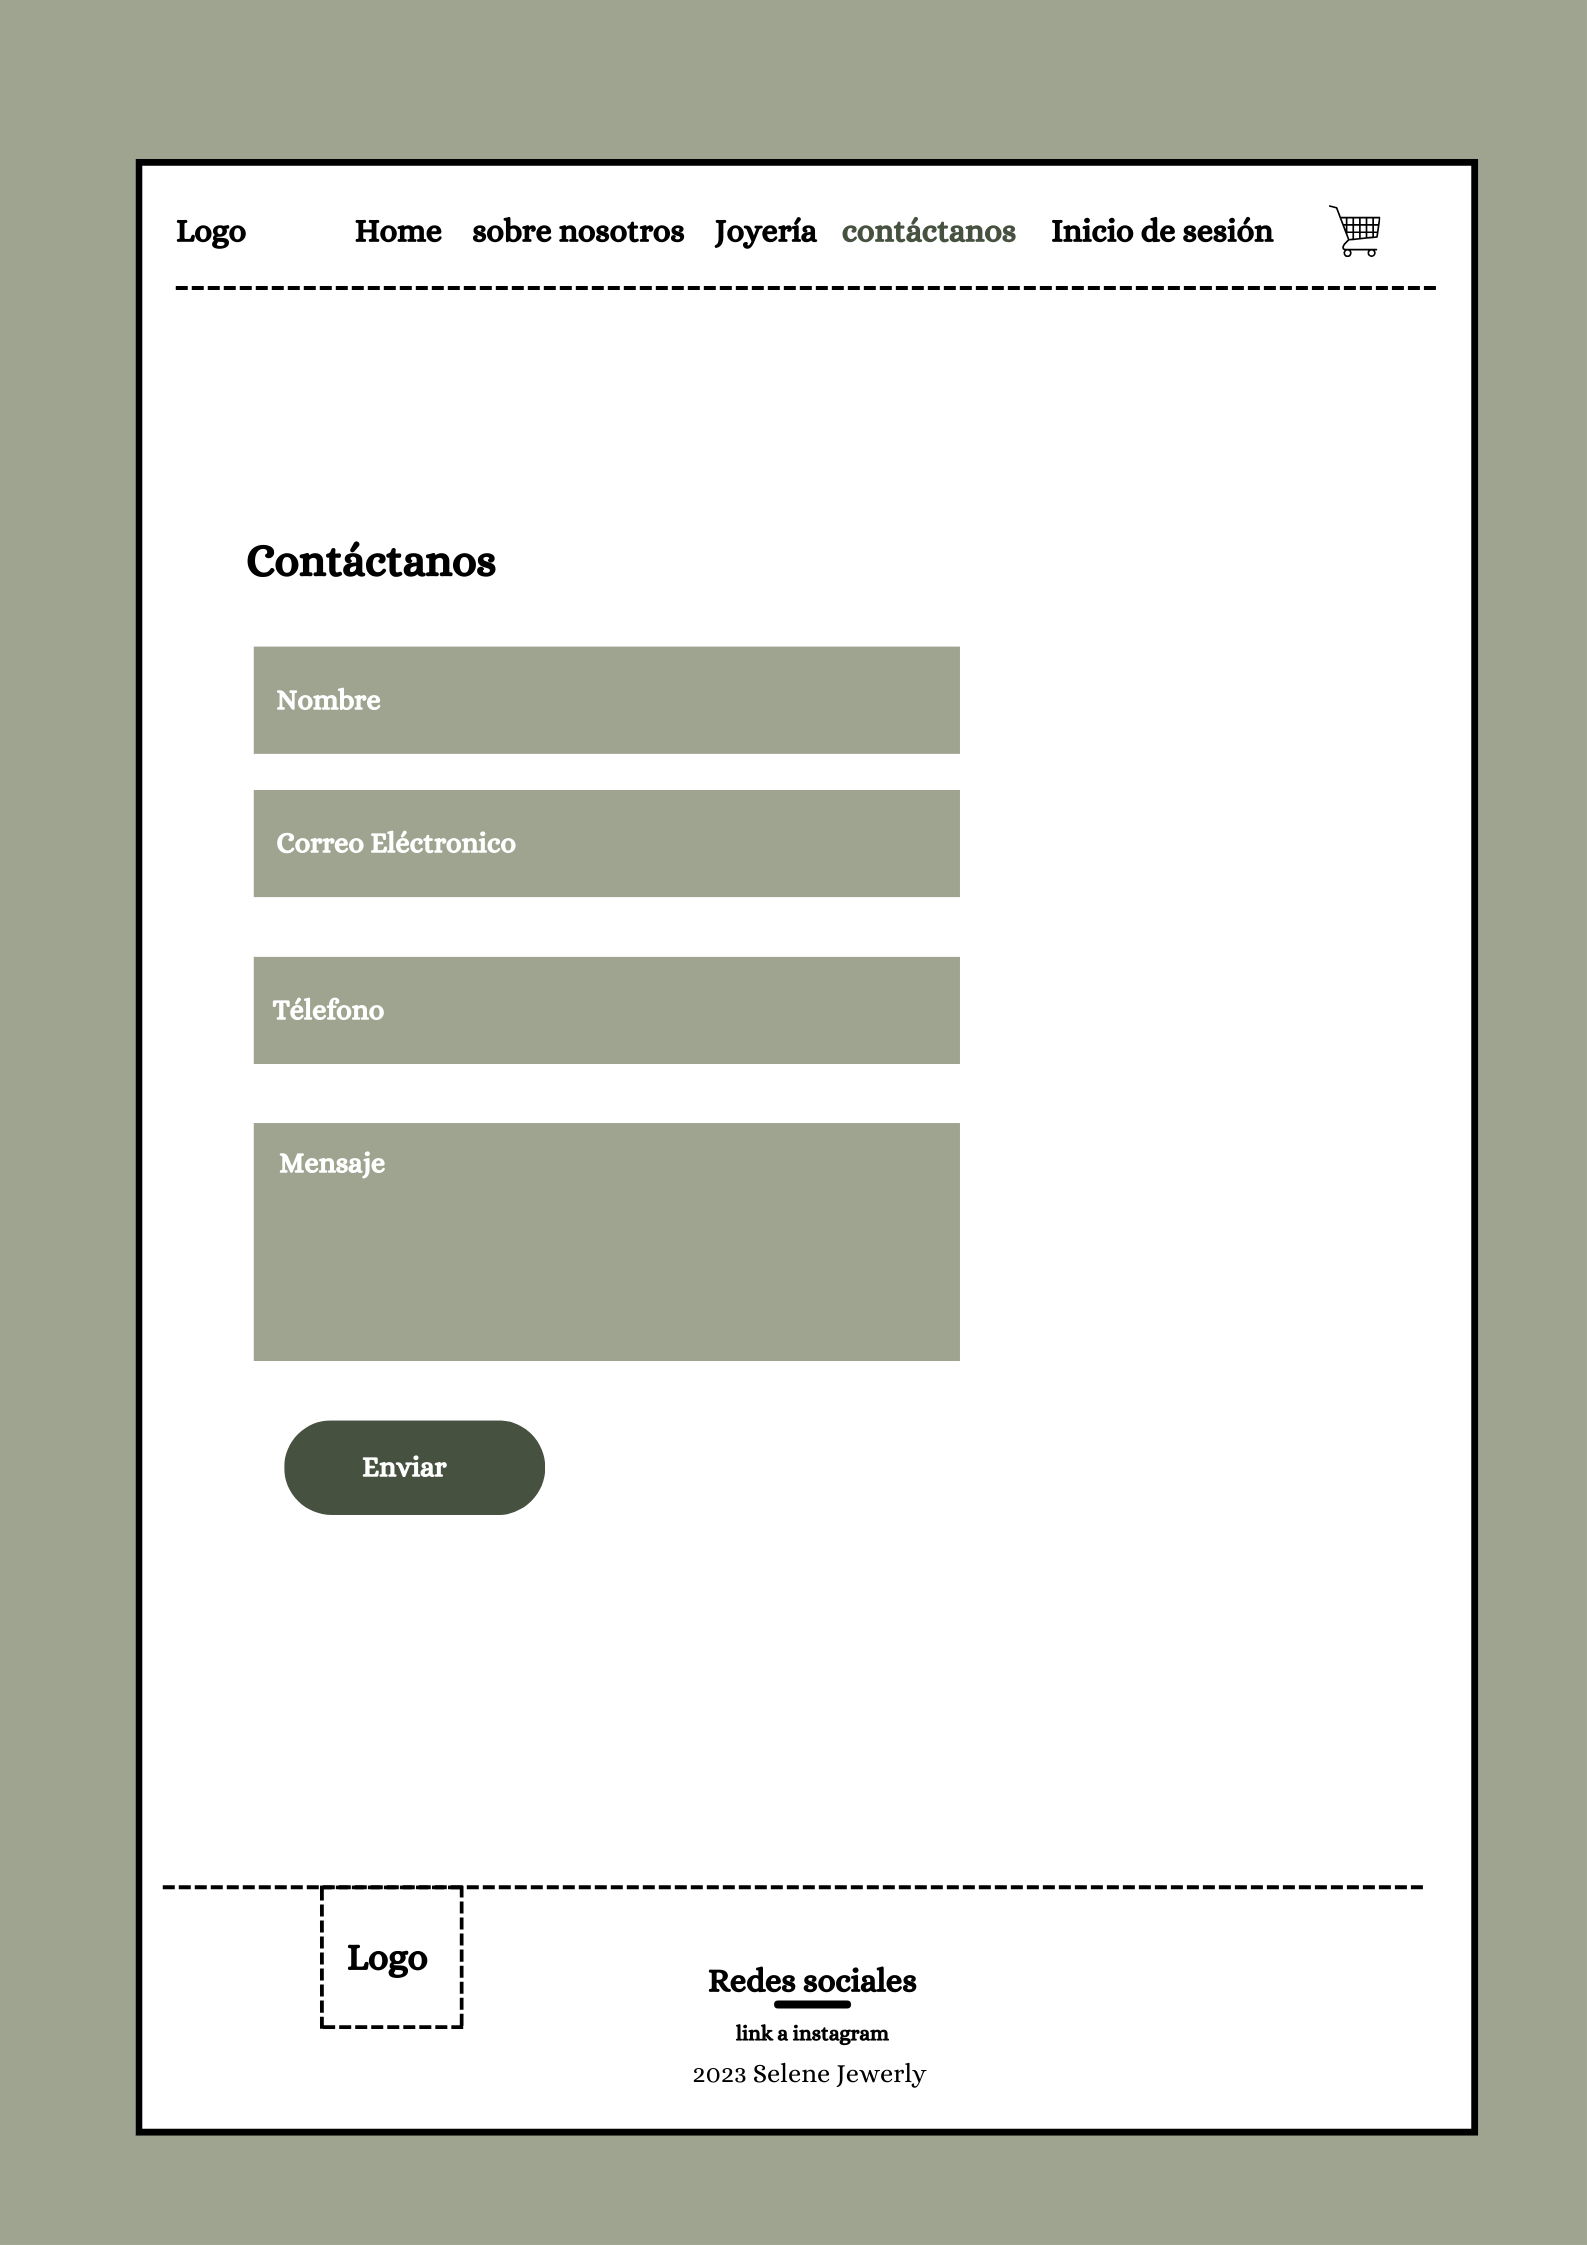 Logo Home sobre nosotros Joyería contáctanos Inicio de sesión
Contáctanos
Nombre
Correo Eléctronico
Télefono
Mensaje
Enviar
Logo
Redes sociales
link a instagram
2023 Selene Jewerly